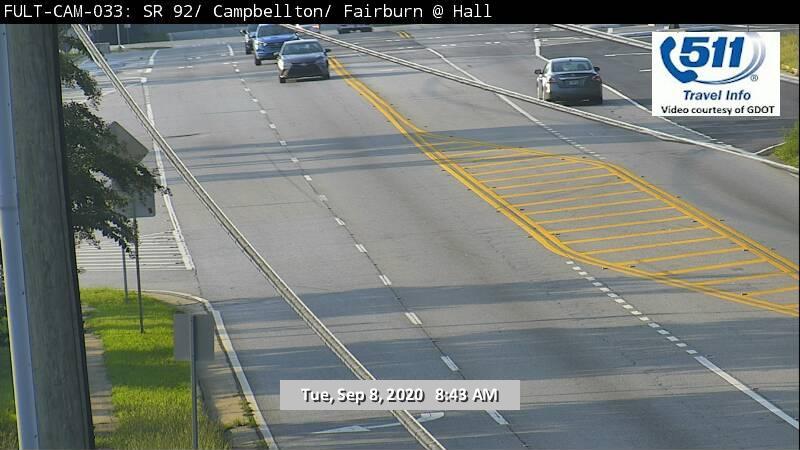 FULT-CAM-033: SR 92/ Campbellton/ Fairburn @ Hall
511
Travel Info
Video courtesy of GDOT
Tue, Sep 8, 2020 8:43 AM